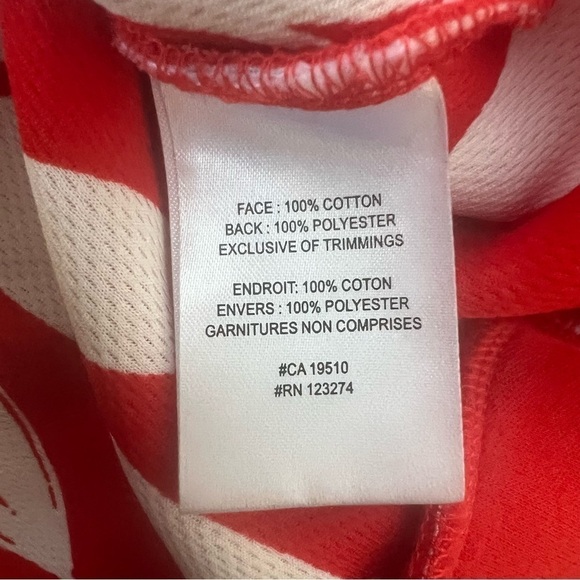 FACE : 100% COTTON
BACK : 100% POLYESTER
EXCLUSIVE OF TRIMMINGS
ENDROIT: 100% COTON
ENVERS : 100% POLYESTER
GARNITURES NON COMPRISES
#CA 19510
#RN 123274